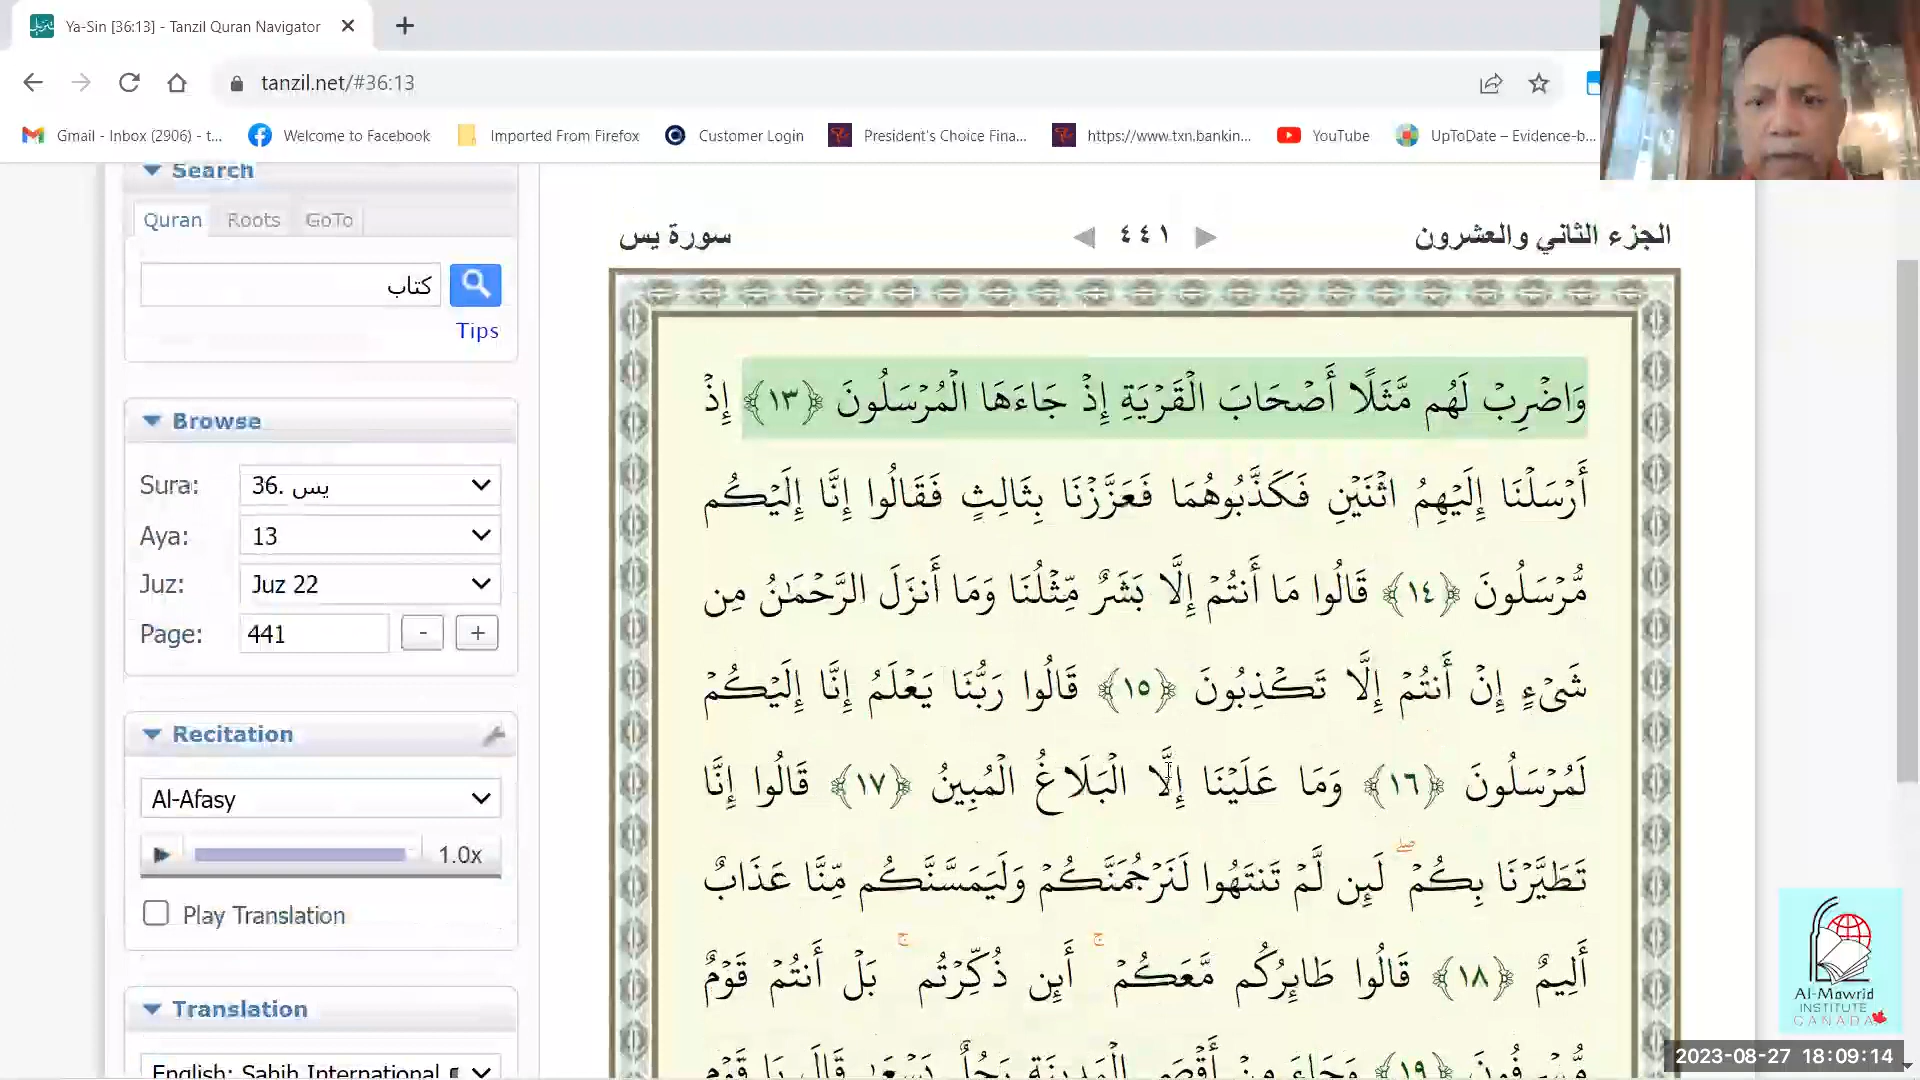 Ya-Sin [36:13] - Tanzil Quran Navigator
tanzil.net/#36:13
Gmail - Inbox (2906) - t...
Welcome to Facebook
Imported From Firefox
Customer Login
President's Choice Fina...
https://www.txn.bankin...
YouTube
UpToDate – Evidence-b...
Search
Quran Roots GoTo
كتاب
Tips
Browse
Sura: 36. يس
Aya: 13
Juz: Juz 22
Page: 441 - +
Recitation
Al-Afasy
1.0x
Play Translation
Translation
English: Sahih International
الجزء الثاني والعشرون ٤٤١ سورة يس
وَاضْرِبْ لَهُم مَّثَلًا أَصْحَابَ الْقَرْيَةِ إِذْ جَاءَهَا الْمُرْسَلُونَ ﴿١٣﴾ إِذْ
أَرْسَلْنَا إِلَيْهِمُ اثْنَيْنِ فَكَذَّبُوهُمَا فَعَزَّزْنَا بِثَالِثٍ فَقَالُوا إِنَّا إِلَيْكُم
مُّرْسَلُونَ ﴿١٤﴾ قَالُوا مَا أَنتُمْ إِلَّا بَشَرٌ مِّثْلُنَا وَمَا أَنزَلَ الرَّحْمَٰنُ مِن
شَيْءٍ إِنْ أَنتُمْ إِلَّا تَكْذِبُونَ ﴿١٥﴾ قَالُوا رَبُّنَا يَعْلَمُ إِنَّا إِلَيْكُمْ
لَمُرْسَلُونَ ﴿١٦﴾ وَمَا عَلَيْنَا إِلَّا الْبَلَاغُ الْمُبِينُ ﴿١٧﴾ قَالُوا إِنَّا
تَطَيَّرْنَا بِكُمْ ۖ لَئِن لَّمْ تَنتَهُوا لَنَرْجُمَنَّكُمْ وَلَيَمَسَّنَّكُم مِّنَّا عَذَابٌ
أَلِيمٌ ﴿١٨﴾ قَالُوا طَائِرُكُم مَّعَكُمْ ۚ أَئِن ذُكِّرْتُم ۚ بَلْ أَنتُمْ قَوْمٌ
مُّسْرِفُونَ ﴿١٩﴾ وَجَاءَ مِنْ أَقْصَى الْمَدِينَةِ رَجُلٌ يَسْعَىٰ قَالَ يَا قَوْمِ
Al-Mawrid
INSTITUTE
CANADA
2023-08-27 18:09:14